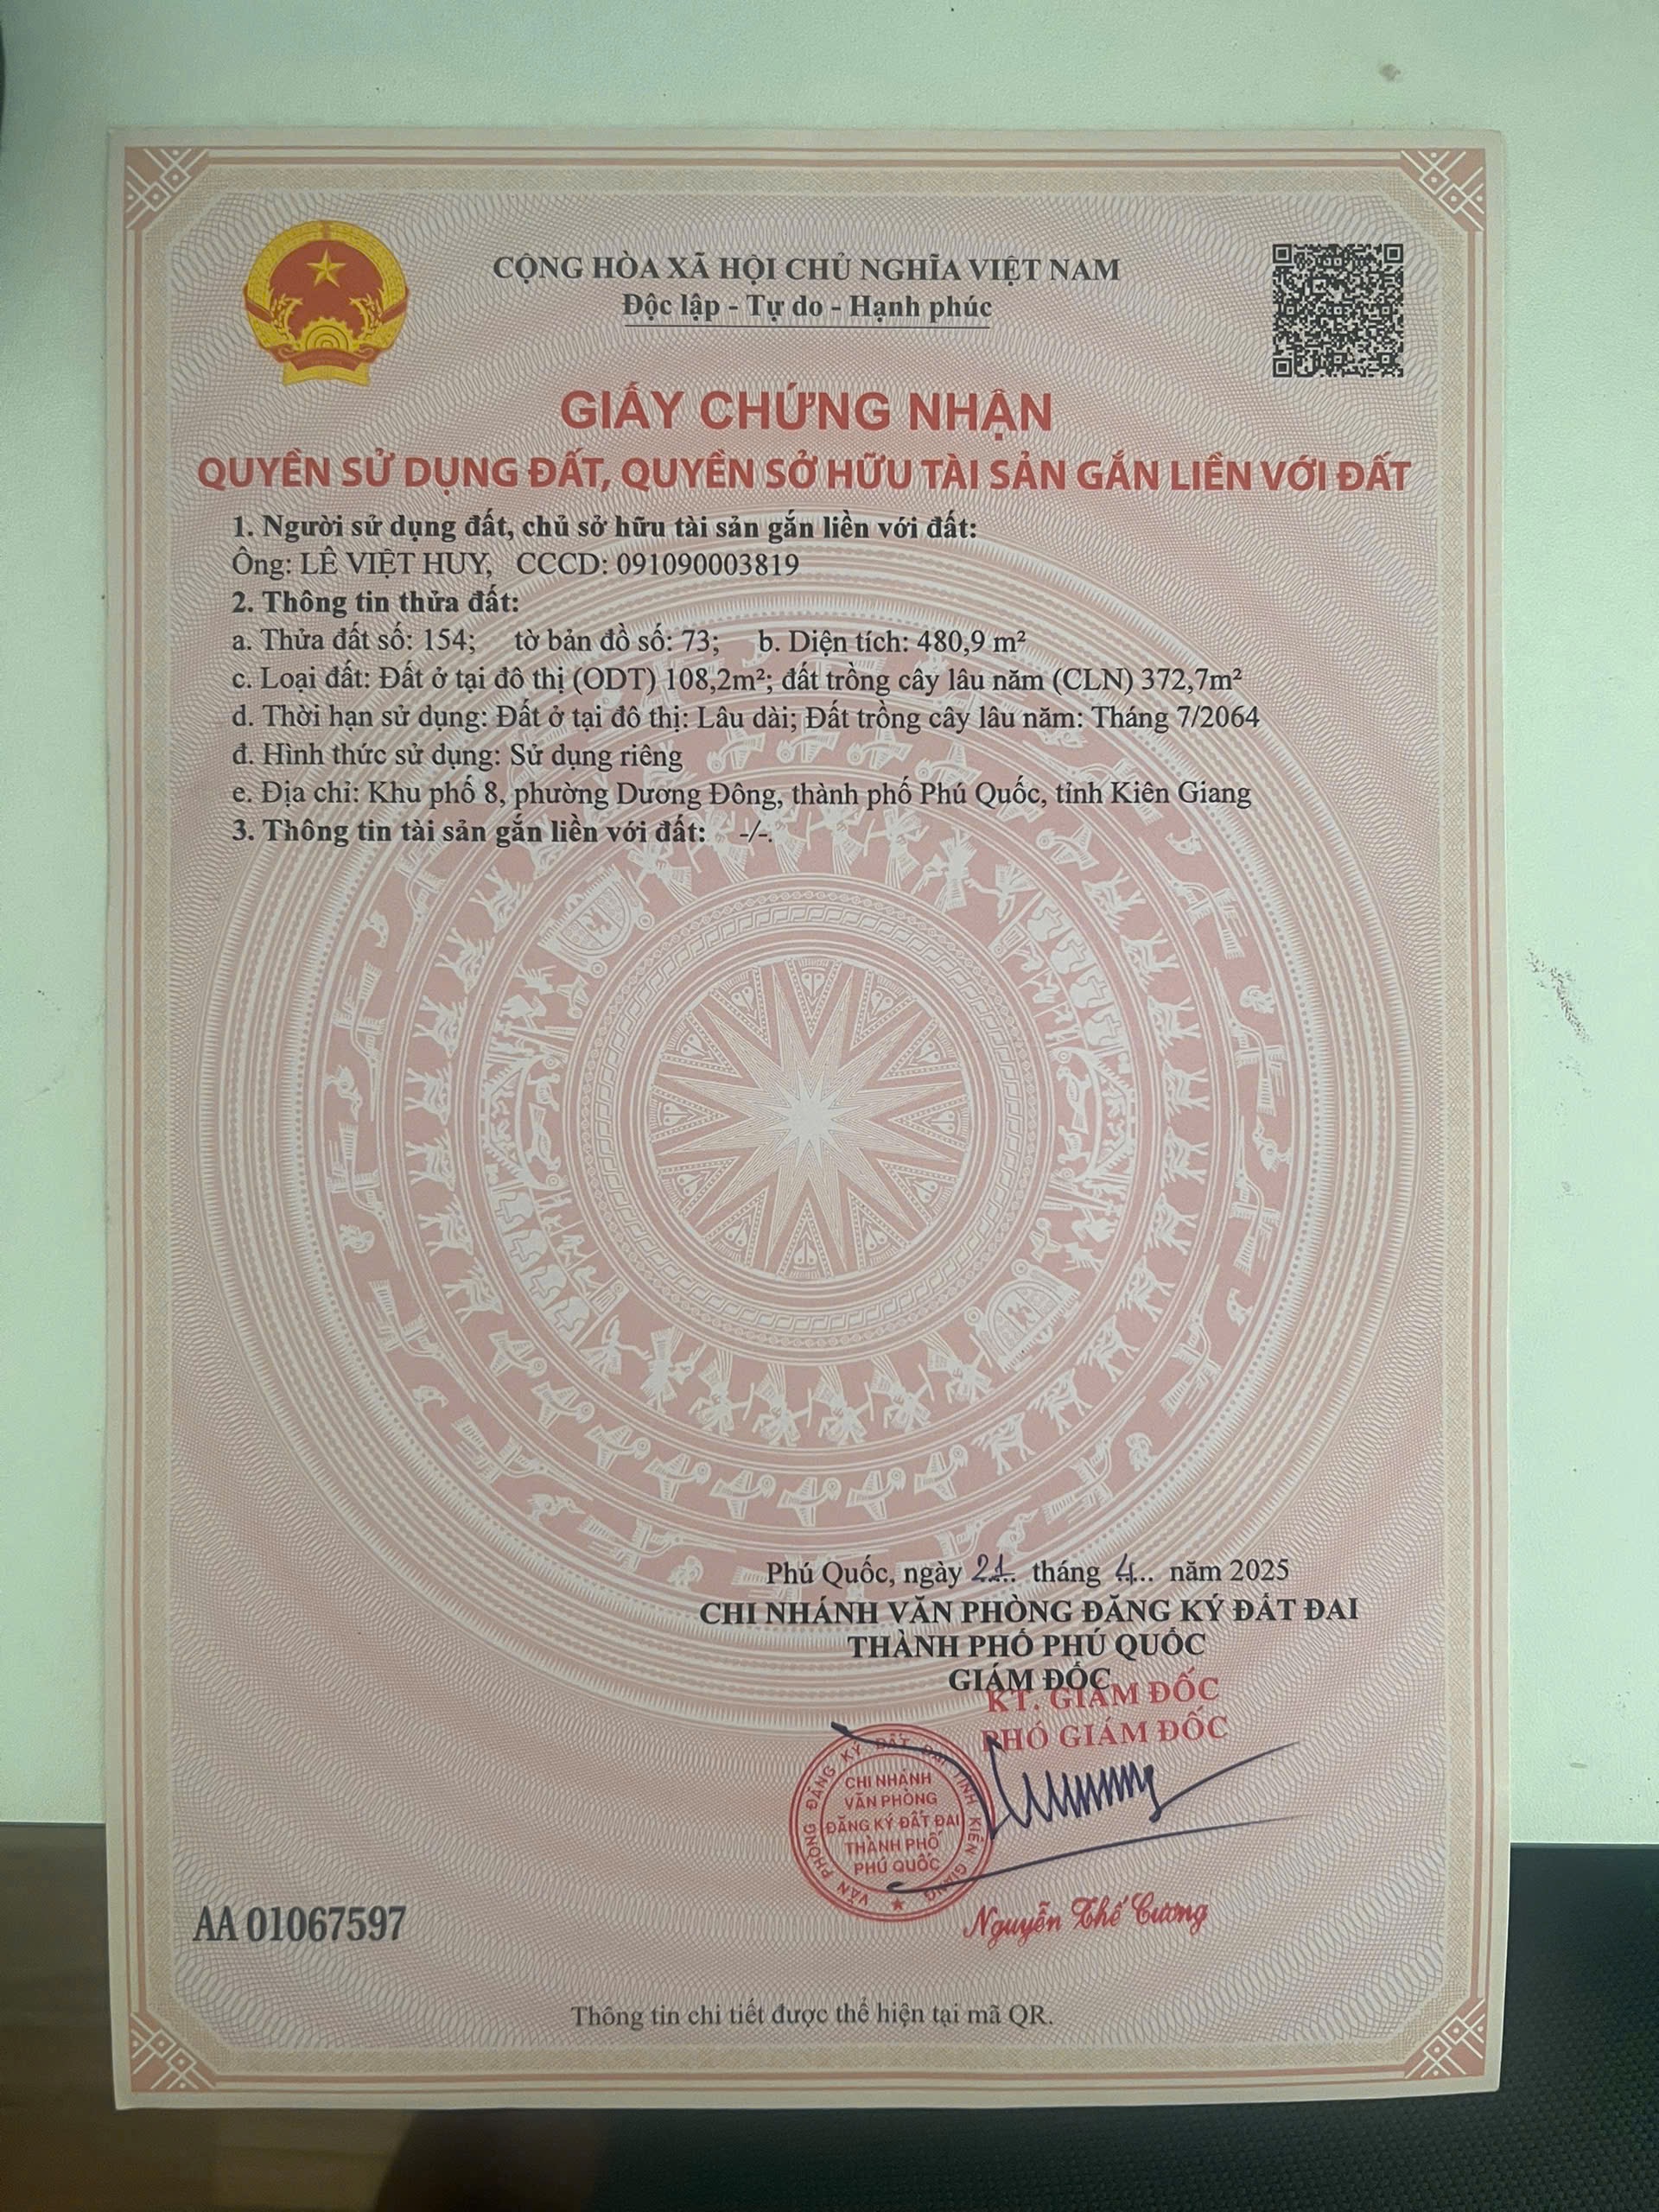 CỘNG HÒA XÃ HỘI CHỦ NGHĨA VIỆT NAM
Độc lập - Tự do - Hạnh phúc
GIẤY CHỨNG NHẬN
QUYỀN SỬ DỤNG ĐẤT, QUYỀN SỞ HỮU TÀI SẢN GẮN LIỀN VỚI ĐẤT
1. Người sử dụng đất, chủ sở hữu tài sản gắn liền với đất:
Ông: LÊ VIỆT HUY, CCCD: 091090003819
2. Thông tin thửa đất:
a. Thửa đất số: 154; tờ bản đồ số: 73; b. Diện tích: 480,9 m²
c. Loại đất: Đất ở tại đô thị (ODT) 108,2m²; đất trồng cây lâu năm (CLN) 372,7m²
d. Thời hạn sử dụng: Đất ở tại đô thị: Lâu dài; Đất trồng cây lâu năm: Tháng 7/2064
đ. Hình thức sử dụng: Sử dụng riêng
e. Địa chỉ: Khu phố 8, phường Dương Đông, thành phố Phú Quốc, tỉnh Kiên Giang
3. Thông tin tài sản gắn liền với đất: -/-.
Phú Quốc, ngày 21.. tháng 4... năm 2025
CHI NHÁNH VĂN PHÒNG ĐĂNG KÝ ĐẤT ĐAI
THÀNH PHỐ PHÚ QUỐC
GIÁM ĐỐC
KT. GIÁM ĐỐC
PHÓ GIÁM ĐỐC
VĂN PHÒNG ĐĂNG KÝ ĐẤT ĐAI TỈNH KIÊN GIANG
CHI NHÁNH
VĂN PHÒNG
ĐĂNG KÝ ĐẤT ĐAI
THÀNH PHỐ
PHÚ QUỐC
Nguyễn Thế Cương
AA 01067597
Thông tin chi tiết được thể hiện tại mã QR.